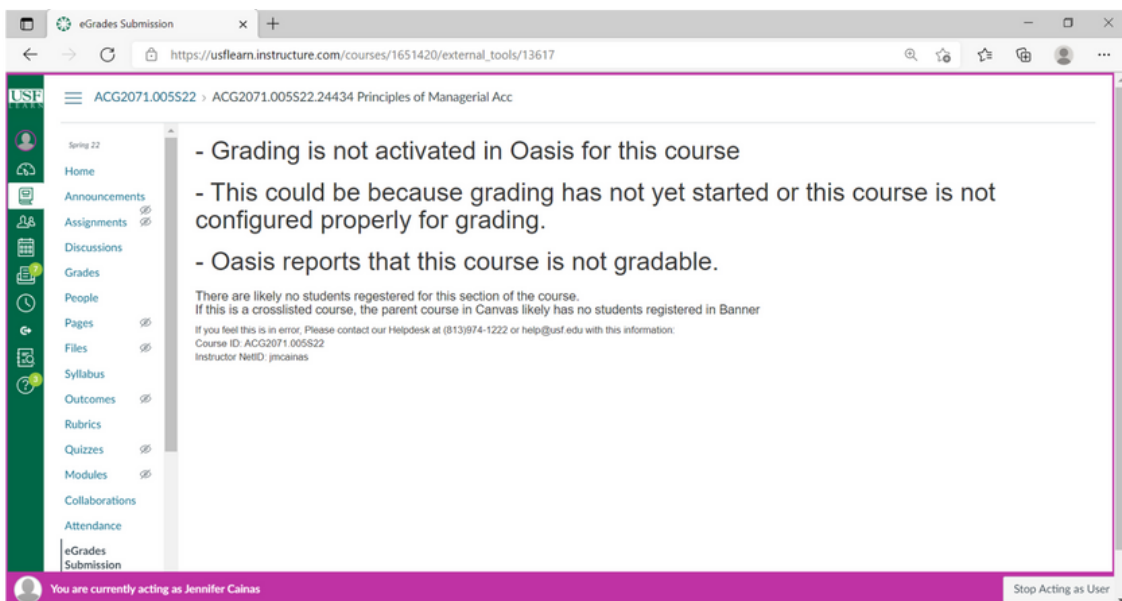 eGrades Submission
https://usflearn.instructure.com/courses/1651420/external_tools/13617
USF
LEARN
ACG2071.005S22 › ACG2071.005S22.24434 Principles of Managerial Acc
Spring 22
Home
Announcements
Assignments
Discussions
Grades
People
Pages
Files
Syllabus
Outcomes
Rubrics
Quizzes
Modules
Collaborations
Attendance
eGrades
Submission
7
3
- Grading is not activated in Oasis for this course
- This could be because grading has not yet started or this course is not
configured properly for grading.
- Oasis reports that this course is not gradable.
There are likely no students regestered for this section of the course.
If this is a crosslisted course, the parent course in Canvas likely has no students registered in Banner
If you feel this is in error, Please contact our Helpdesk at (813)974-1222 or help@usf.edu with this information:
Course ID: ACG2071.005S22
Instructor NetID: jmcainas
You are currently acting as Jennifer Cainas
Stop Acting as User